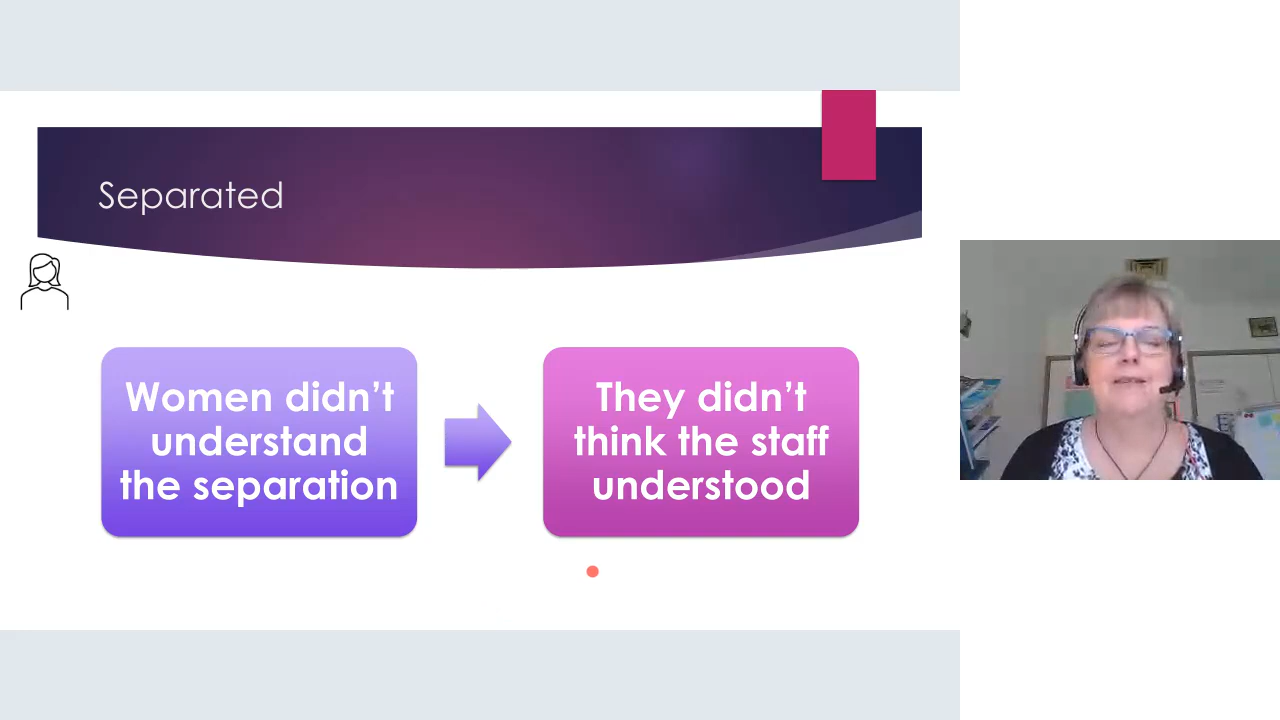 Separated
Women didn’t
understand
the separation
They didn’t
think the staff
understood